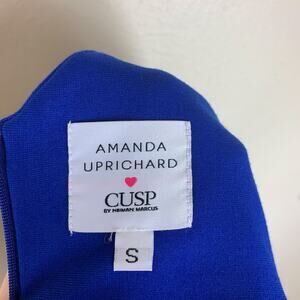 AMANDA
UPRICHARD
CUSP
BY NEIMAN MARCUS
S